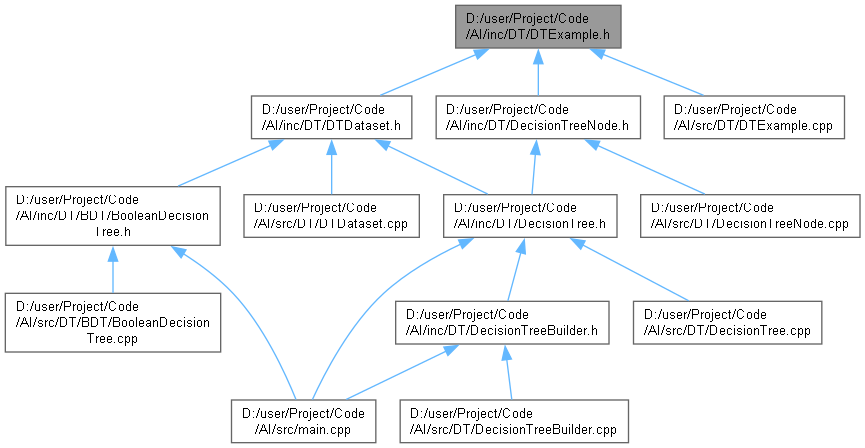 D:/user/Project/Code
/AI/inc/DT/DTExample.h
D:/user/Project/Code
/AI/inc/DT/DTDataset.h
D:/user/Project/Code
/AI/inc/DT/DecisionTreeNode.h
D:/user/Project/Code
/AI/src/DT/DTExample.cpp
D:/user/Project/Code
/AI/inc/DT/BDT/BooleanDecision
Tree.h
D:/user/Project/Code
/AI/src/DT/DTDataset.cpp
D:/user/Project/Code
/AI/inc/DT/DecisionTree.h
D:/user/Project/Code
/AI/src/DT/DecisionTreeNode.cpp
D:/user/Project/Code
/AI/src/DT/BDT/BooleanDecision
Tree.cpp
D:/user/Project/Code
/AI/inc/DT/DecisionTreeBuilder.h
D:/user/Project/Code
/AI/src/DT/DecisionTree.cpp
D:/user/Project/Code
/AI/src/main.cpp
D:/user/Project/Code
/AI/src/DT/DecisionTreeBuilder.cpp